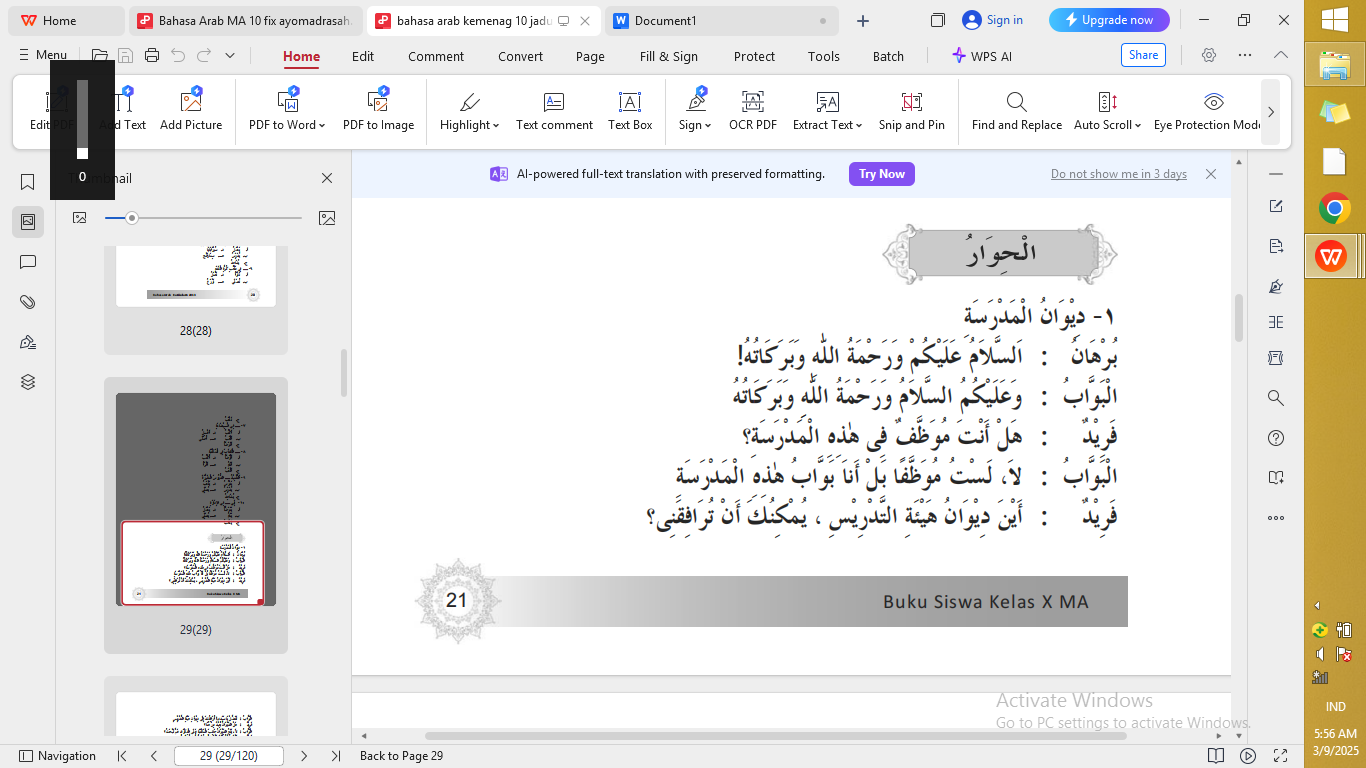 Home
Bahasa Arab MA 10 fix ayomadrasah.
bahasa arab kemenag 10 jadu
Document1
Sign in
Upgrade now
Menu
Home
Edit
Comment
Convert
Page
Fill & Sign
Protect
Tools
Batch
WPS AI
Share
Edit PDF
Add Text
Add Picture
PDF to Word
PDF to Image
Highlight
Text comment
Text Box
Sign
OCR PDF
Extract Text
Snip and Pin
Find and Replace
Auto Scroll
Eye Protection Mode
0
AI-powered full-text translation with preserved formatting.
Try Now
Do not show me in 3 days
28(28)
29(29)
الْحِوَارُ
١- دِيْوَانُ الْمَدْرَسَةِ
بُرْهَانُ : اَلسَّلَامُ عَلَيْكُمْ وَرَحْمَةُ اللّٰهِ وَبَرَكَاتُهُ!
الْبَوَّابُ : وَعَلَيْكُمُ السَّلَامُ وَرَحْمَةُ اللّٰهِ وَبَرَكَاتُهُ
فَرِيْدٌ : هَلْ أَنْتَ مُوَظَّفٌ فِى هٰذِهِ الْمَدْرَسَةِ؟
الْبَوَّابُ : لاَ، لَسْتُ مُوَظَّفًا بَلْ أَنَا بَوَّابُ هٰذِهِ الْمَدْرَسَةِ
فَرِيْدٌ : أَيْنَ دِيْوَانُ هَيْئَةِ التَّدْرِيْسِ ، يُمْكِنُكَ أَنْ تُرَافِقَنِى؟
21
Buku Siswa Kelas X MA
Activate Windows
Go to PC settings to activate Windows.
Navigation
29 (29/120)
Back to Page 29
IND
5:56 AM
3/9/2025